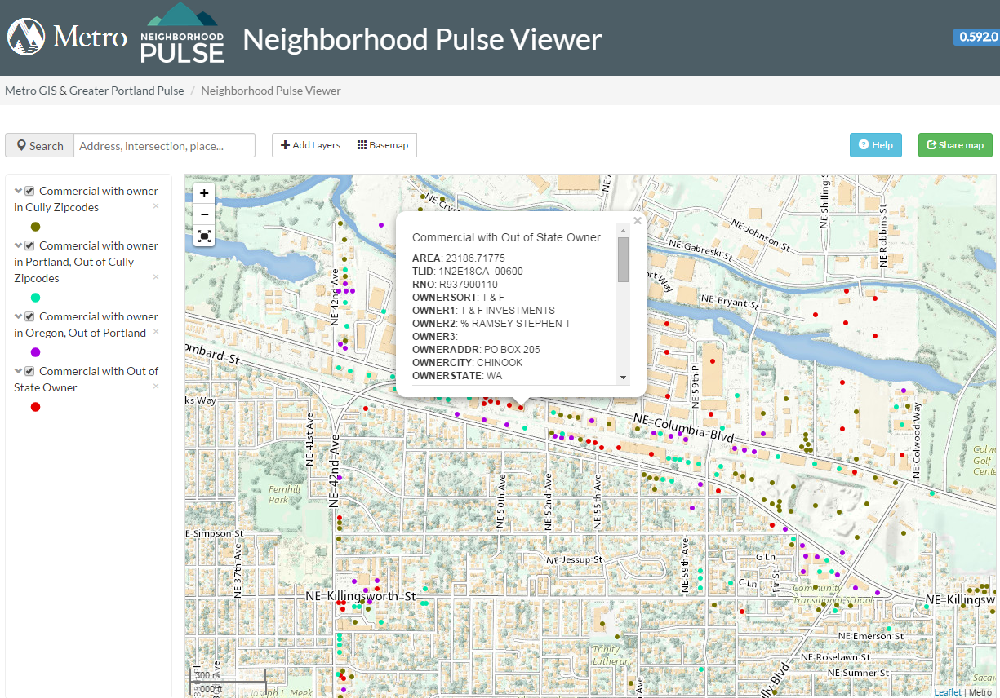 Metro
NEIGHBORHOOD
PULSE
Neighborhood Pulse Viewer
0.592.0
Metro GIS & Greater Portland Pulse / Neighborhood Pulse Viewer
Search
Address, intersection, place...
Add Layers
Basemap
Help
Share map
Commercial with owner
in Cully Zipcodes
Commercial with owner
in Portland, Out of Cully
Zipcodes
Commercial with owner
in Oregon, Out of Portland
Commercial with Out of
State Owner
+
−
Commercial with Out of State Owner
AREA: 23186.71775
TLID: 1N2E18CA -00600
RNO: R937900110
OWNERSORT: T & F
OWNER1: T & F INVESTMENTS
OWNER2: % RAMSEY STEPHEN T
OWNER3:
OWNERADDR: PO BOX 205
OWNERCITY: CHINOOK
OWNERSTATE: WA
NE
NE Shilling S
NE Johnson St
NE Robbins St
NE Gabreski St
ort Way
NE Bryant St
NE 42nd Ave
ombard St
NE 59th Pl
ks Way
NE Columbia Blvd
NE Colwood Way
NE 41st Ave
NE 42nd Ave
Colw
Golf
Cente
Fernhill
Park
NE 50th Ave
NE 52nd Ave
NE 55th Ave
E Simpson St
NE 37th Ave
NE Jessup St
NE 59th Ave
G Ln
C Ln
Fir St
Community
Transitional School
NE Killingsworth St
NE Killingsw
NE Emerson St
Trinity
Lutheran
NE Roselawn St
NE Sumner St
lly Blvd
Sacaj
300 m
1000 ft
Joseph L. Meek
Leaflet | Metro